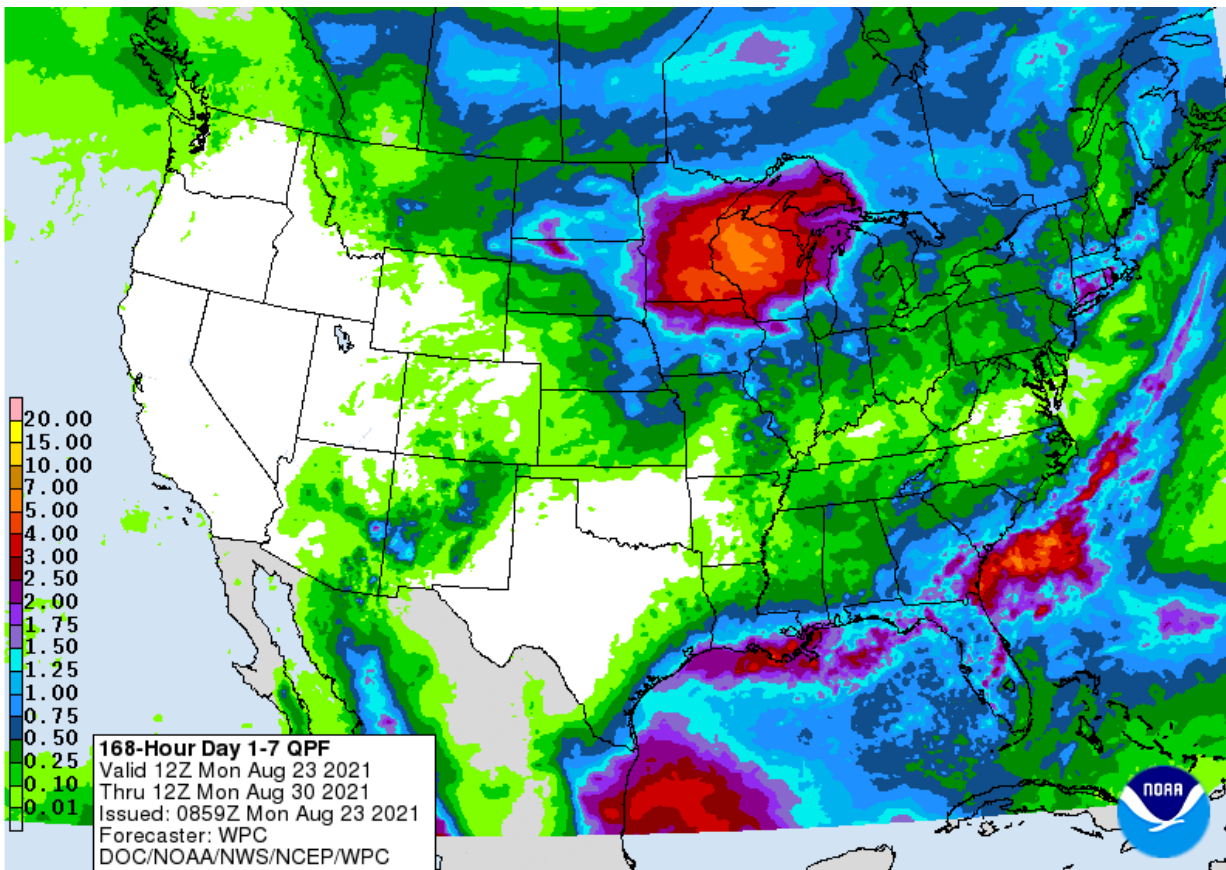 20.00
15.00
10.00
7.00
5.00
4.00
3.00
2.50
2.00
1.75
1.50
1.25
1.00
0.75
0.50
0.25
0.10
0.01
168-Hour Day 1-7 QPF
Valid 12Z Mon Aug 23 2021
Thru 12Z Mon Aug 30 2021
Issued: 0859Z Mon Aug 23 2021
Forecaster: WPC
DOC/NOAA/NWS/NCEP/WPC
NOAA